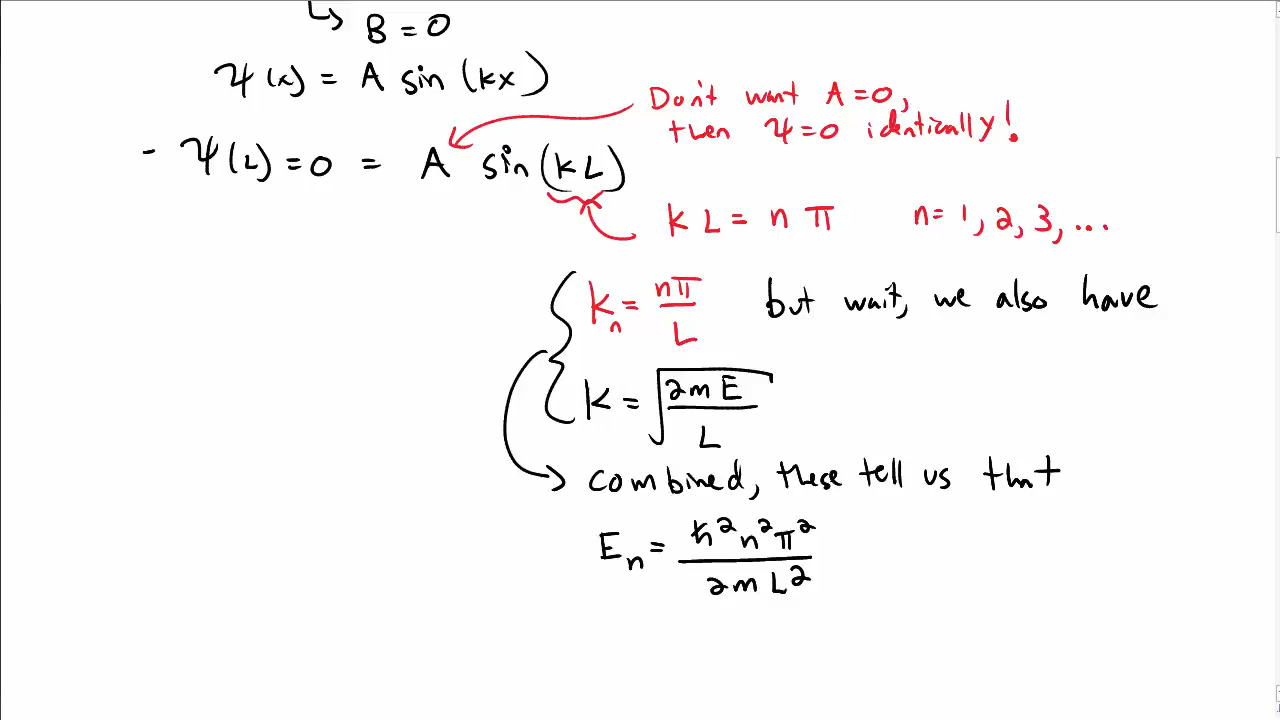 ↳ B = 0
Ψ(x) = A sin(kx)
Don't want A=0,
then Ψ=0 identically!
- Ψ(L)=0 = A sin(kL)
kL = nπ n= 1, 2, 3, ...
kₙ = nπ/L but wait, we also have
k = √(2mE/L)
combined, these tell us that
Eₙ = ℏ²n²π²/2mL²